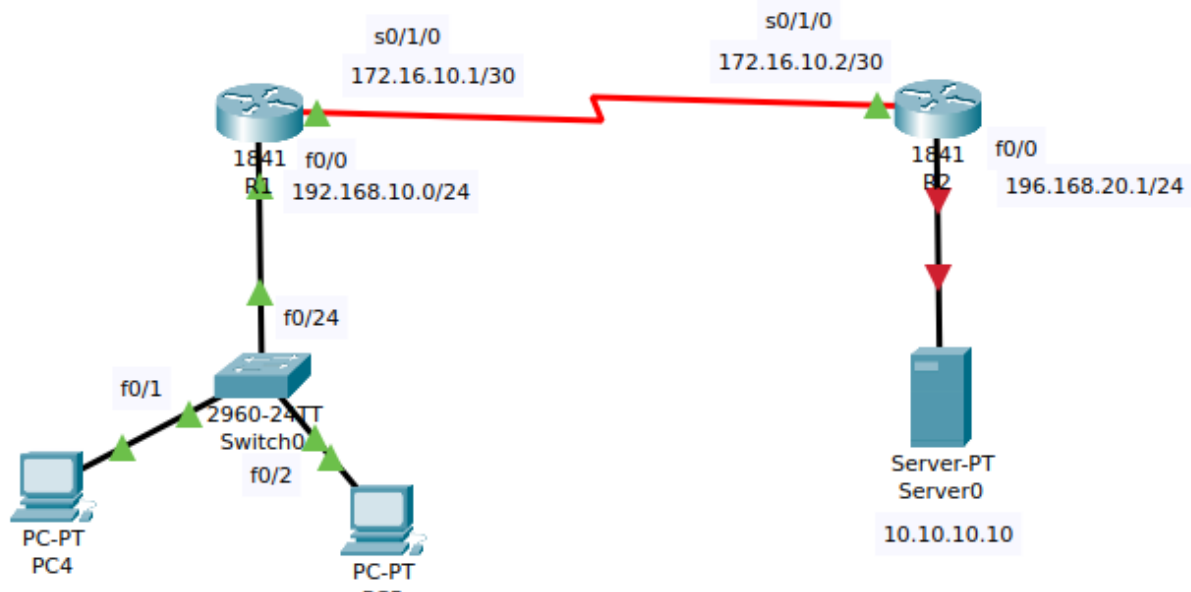 s0/1/0
172.16.10.1/30
s0/1/0
172.16.10.2/30
1841
R1
f0/0
192.168.10.0/24
1841
R2
f0/0
196.168.20.1/24
f0/24
f0/1
2960-24TT
Switch0
f0/2
PC-PT
PC4
PC-PT
Server-PT
Server0
10.10.10.10